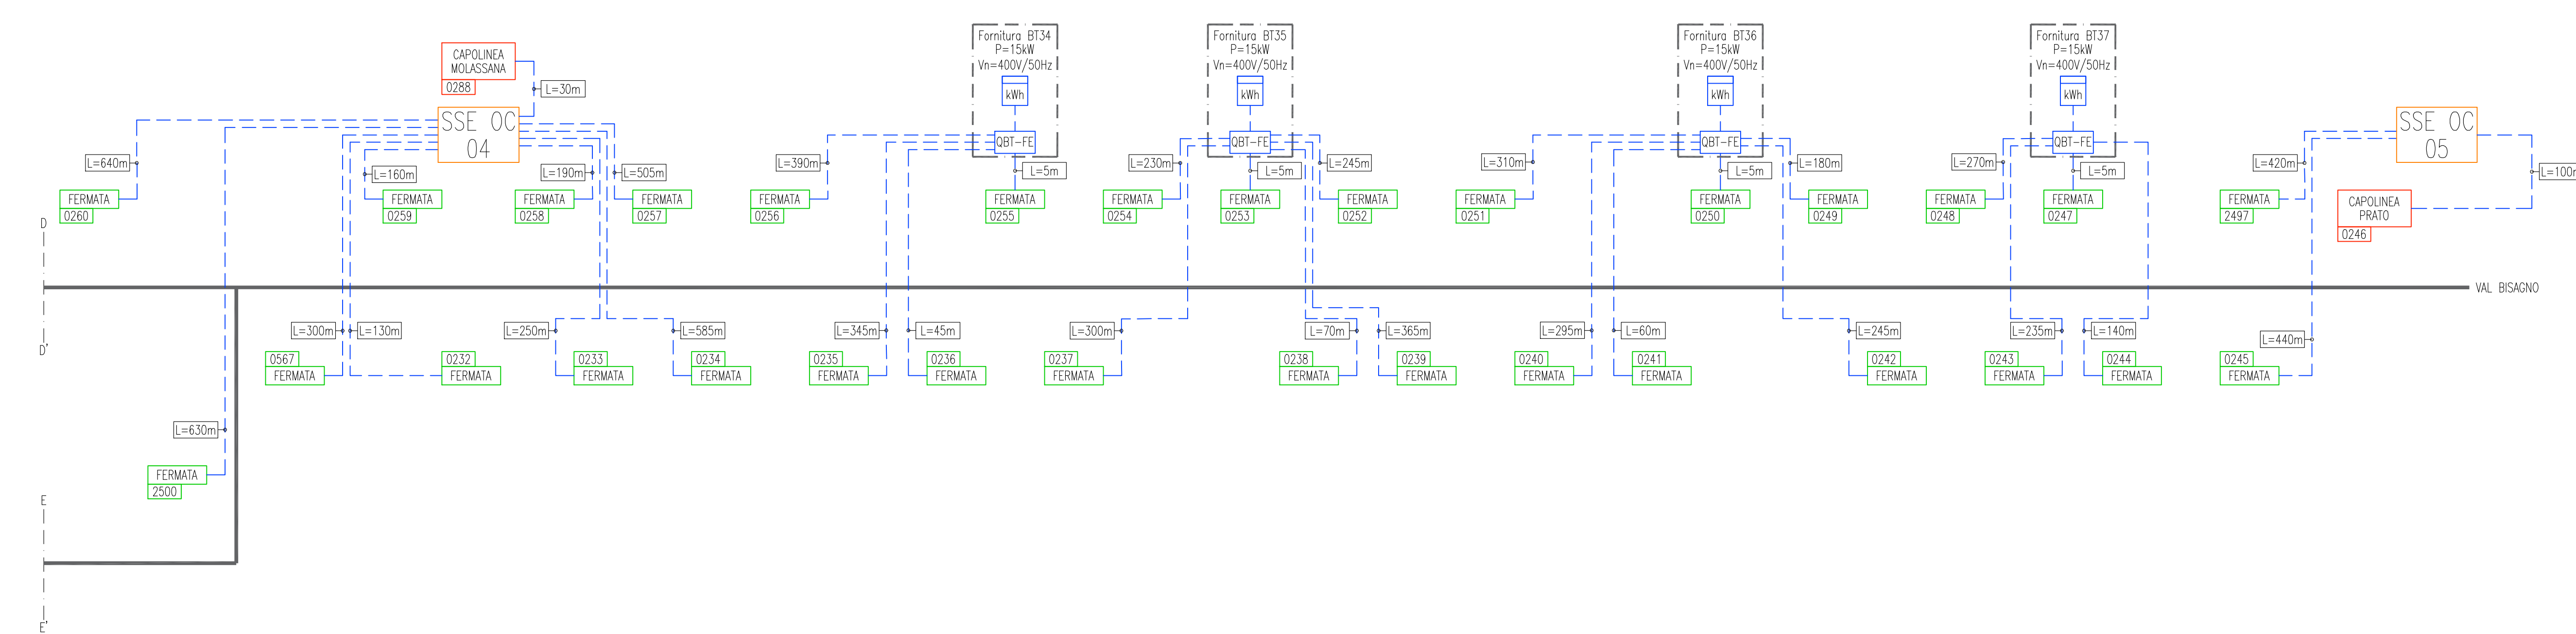 Fornitura BT34
P=15kW
Vn=400V/50Hz
kWh
QBT-FE
Fornitura BT35
P=15kW
Vn=400V/50Hz
kWh
QBT-FE
Fornitura BT36
P=15kW
Vn=400V/50Hz
kWh
QBT-FE
Fornitura BT37
P=15kW
Vn=400V/50Hz
kWh
QBT-FE
CAPOLINEA
MOLASSANA
0288
L=30m
SSE OC
04
SSE OC
05
L=640m
L=160m
L=190m
L=505m
L=390m
L=5m
L=230m
L=5m
L=245m
L=310m
L=5m
L=180m
L=270m
L=5m
L=420m
L=100m
FERMATA
0260
FERMATA
0259
FERMATA
0258
FERMATA
0257
FERMATA
0256
FERMATA
0255
FERMATA
0254
FERMATA
0253
FERMATA
0252
FERMATA
0251
FERMATA
0250
FERMATA
0249
FERMATA
0248
FERMATA
0247
FERMATA
2497
CAPOLINEA
PRATO
0246
D
VAL BISAGNO
D'
L=300m
L=130m
L=250m
L=585m
L=345m
L=45m
L=300m
L=70m
L=365m
L=295m
L=60m
L=245m
L=235m
L=140m
L=440m
0567
FERMATA
0232
FERMATA
0233
FERMATA
0234
FERMATA
0235
FERMATA
0236
FERMATA
0237
FERMATA
0238
FERMATA
0239
FERMATA
0240
FERMATA
0241
FERMATA
0242
FERMATA
0243
FERMATA
0244
FERMATA
0245
FERMATA
L=630m
FERMATA
2500
E
E'